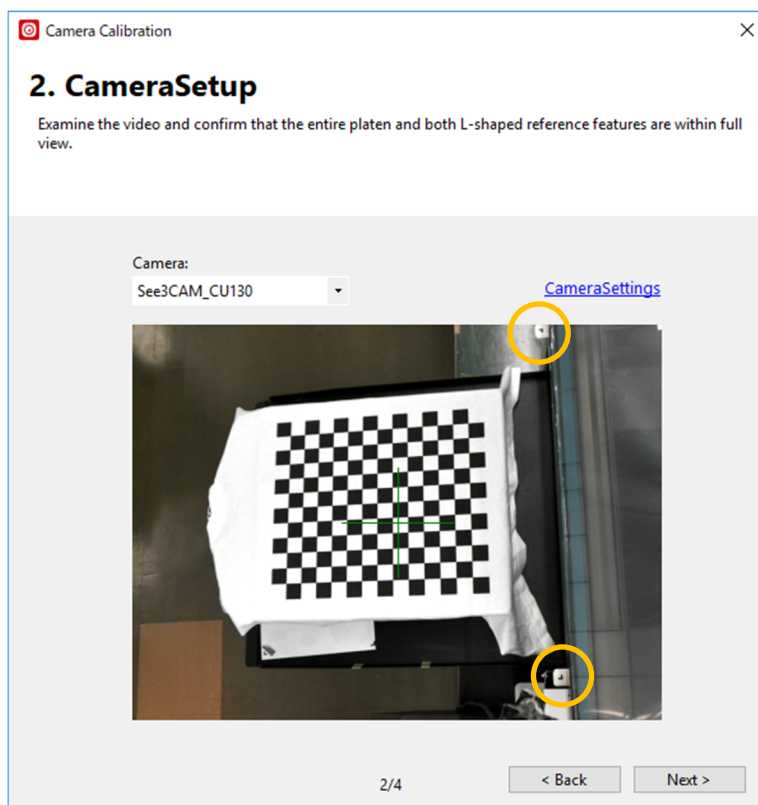 Camera Calibration
2. CameraSetup
Examine the video and confirm that the entire platen and both L-shaped reference features are within full
view.
Camera:
See3CAM_CU130
CameraSettings
2/4
< Back
Next >